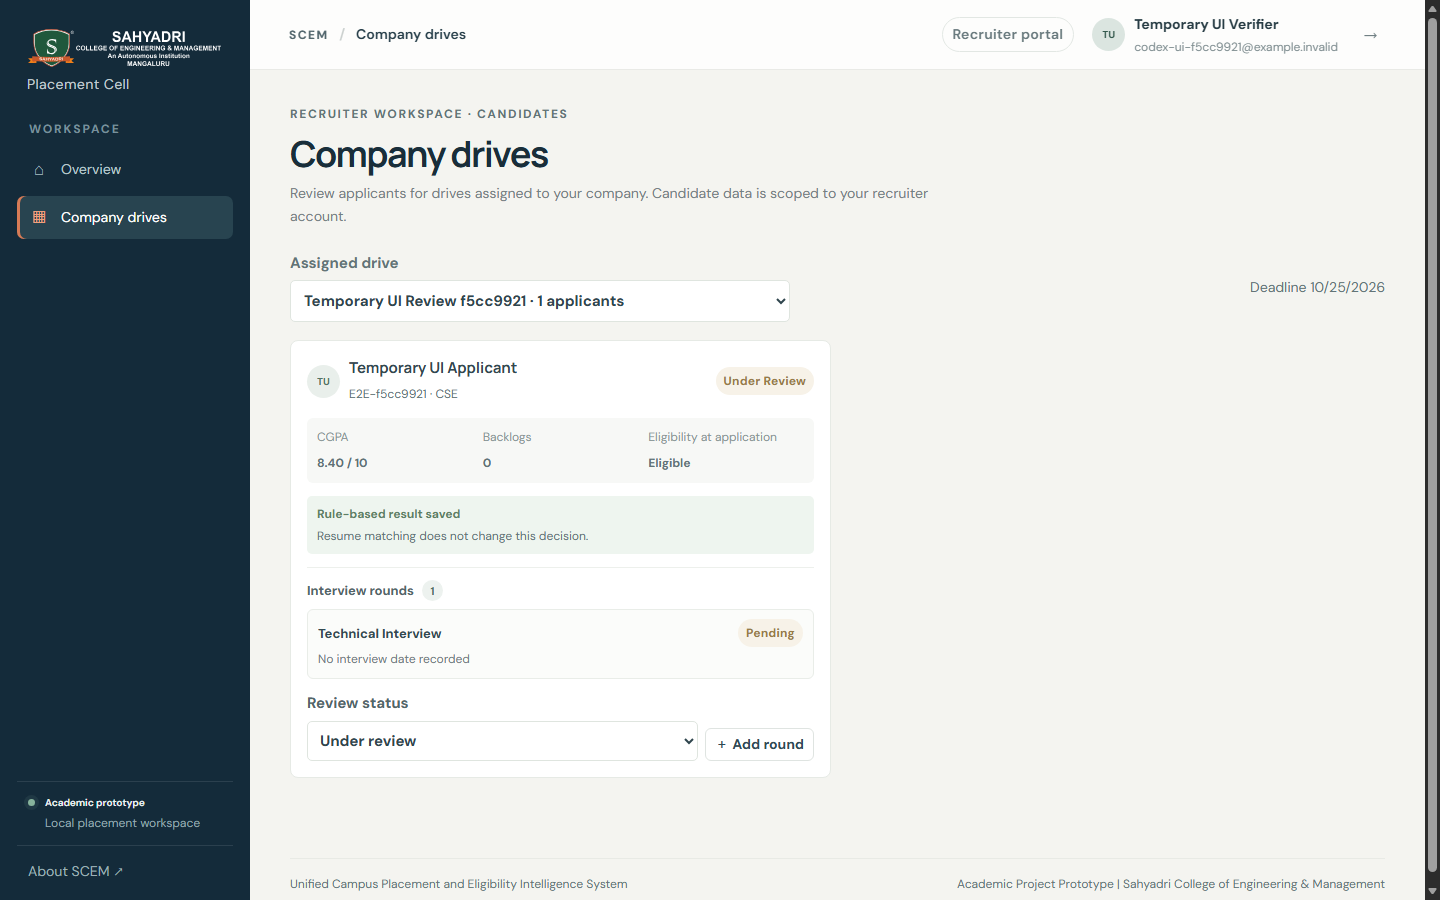 S
SAHYADRI
SAHYADRI
COLLEGE OF ENGINEERING & MANAGEMENT
An Autonomous Institution
MANGALURU
Placement Cell
WORKSPACE
Overview
Company drives
Academic prototype
Local placement workspace
About SCEM ↗
SCEM / Company drives
Recruiter portal
TU
Temporary UI Verifier
codex-ui-f5cc9921@example.invalid
→
RECRUITER WORKSPACE · CANDIDATES
Company drives
Review applicants for drives assigned to your company. Candidate data is scoped to your recruiter
account.
Assigned drive
Temporary UI Review f5cc9921 · 1 applicants
Deadline 10/25/2026
TU
Temporary UI Applicant
E2E-f5cc9921 · CSE
Under Review
CGPA Backlogs Eligibility at application
8.40 / 10 0 Eligible
Rule-based result saved
Resume matching does not change this decision.
Interview rounds 1
Technical Interview
Pending
No interview date recorded
Review status
Under review
+ Add round
Unified Campus Placement and Eligibility Intelligence System
Academic Project Prototype | Sahyadri College of Engineering & Management